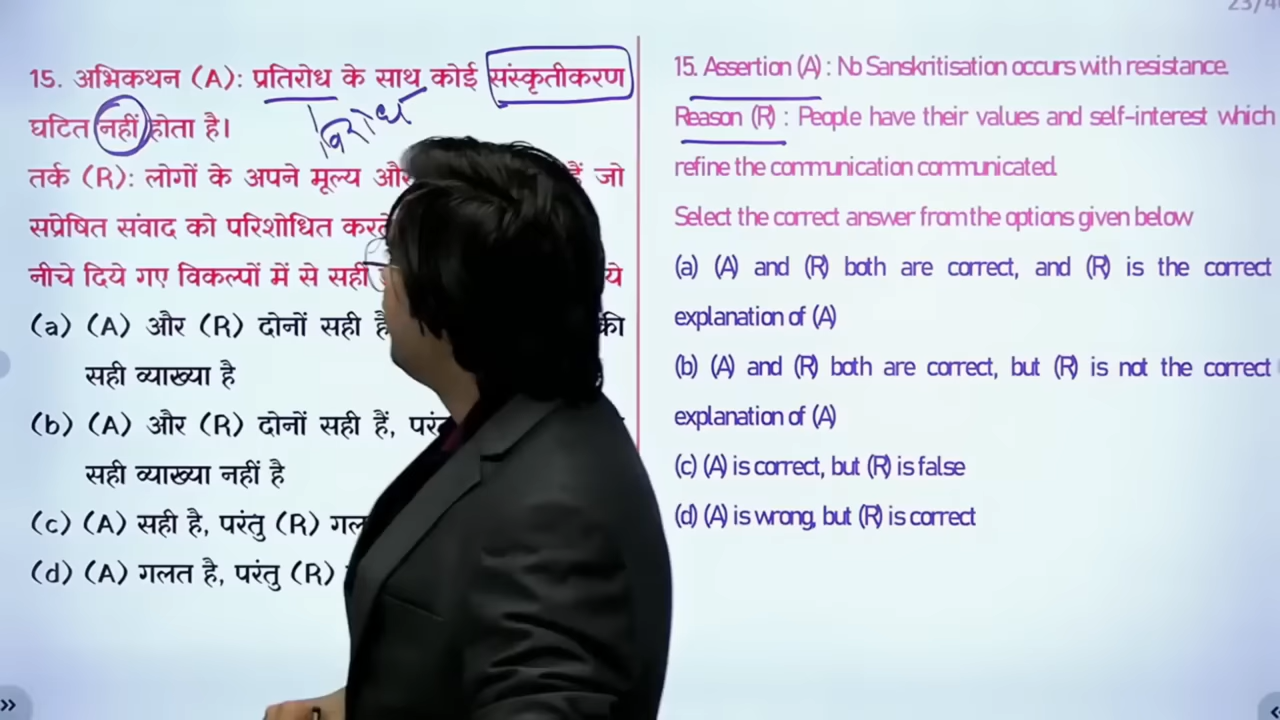 23/4
15. अभिकथन (A): प्रतिरोध के साथ कोई संस्कृतीकरण
घटित नहीं होता है।
विरोध
तर्क (R): लोगों के अपने मूल्य और जो
सप्रेषित संवाद को परिशोधित करते
नीचे दिये गए विकल्पों में से सही ये
(a) (A) और (R) दोनों सही की
सही व्याख्या है
(b) (A) और (R) दोनों सही हैं,
सही व्याख्या नहीं है
(c) (A) सही है, परंतु (R)
(d) (A) गलत है, परंतु (R)
15. Assertion (A) : No Sanskritisation occurs with resistance.
Reason (R) : People have their values and self-interest which
refine the communication communicated.
Select the correct answer from the options given below
(a) (A) and (R) both are correct, and (R) is the correct
explanation of (A)
(b) (A) and (R) both are correct, but (R) is not the correct
explanation of (A)
(c) (A) is correct, but (R) is false
(d) (A) is wrong, but (R) is correct